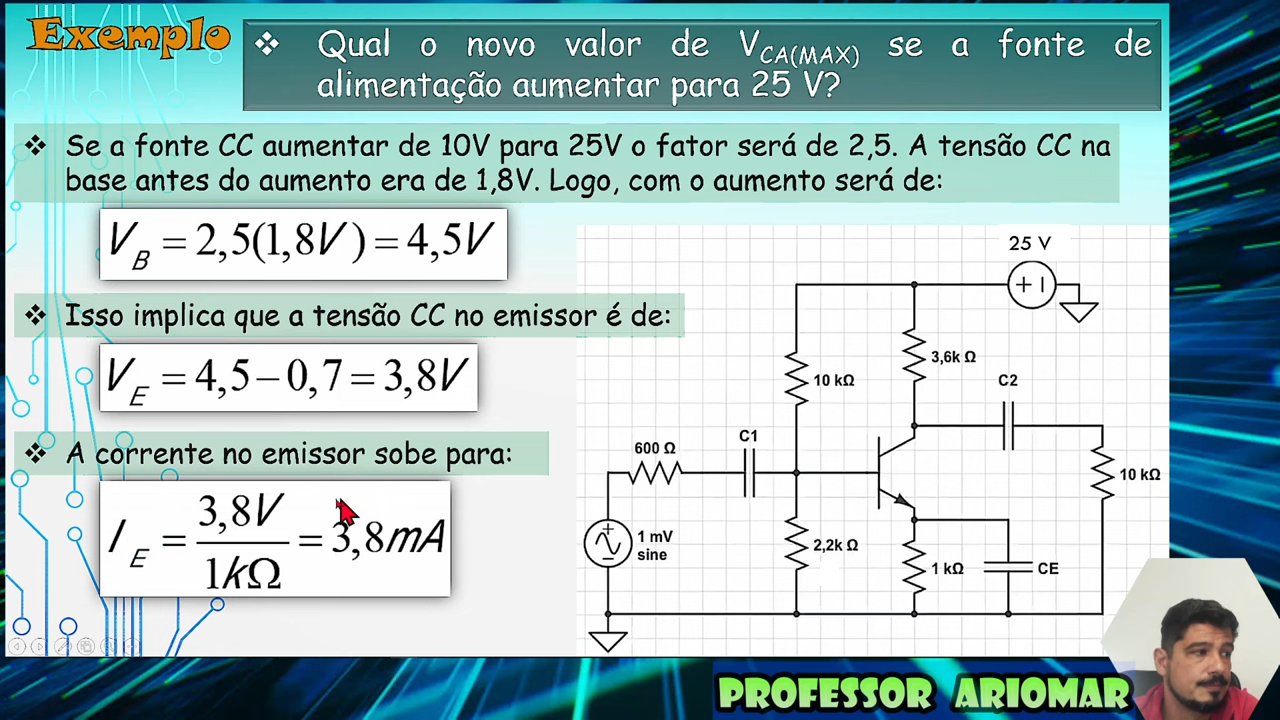 Exemplo
❖ Qual o novo valor de V_CA(MAX) se a fonte de
alimentação aumentar para 25 V?
❖ Se a fonte CC aumentar de 10V para 25V o fator será de 2,5. A tensão CC na
base antes do aumento era de 1,8V. Logo, com o aumento será de:
V_B = 2,5(1,8V) = 4,5V
❖ Isso implica que a tensão CC no emissor é de:
V_E = 4,5 – 0,7 = 3,8V
❖ A corrente no emissor sobe para:
I_E = 3,8V / 1kΩ = 3,8mA
25 V
3,6k Ω
10 kΩ
C2
C1
600 Ω
10 kΩ
1 mV
sine
2,2k Ω
1 kΩ
CE
PROFESSOR ARIOMAR